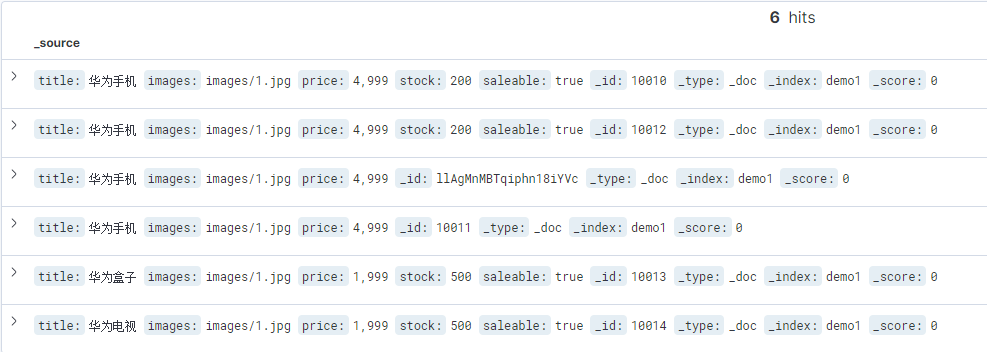 6 hits
_source
title: 华为手机 images: images/1.jpg price: 4,999 stock: 200 saleable: true _id: 10010 _type: _doc _index: demo1 _score: 0
title: 华为手机 images: images/1.jpg price: 4,999 stock: 200 saleable: true _id: 10012 _type: _doc _index: demo1 _score: 0
title: 华为手机 images: images/1.jpg price: 4,999 _id: llAgMnMBTqiphn18iYVc _type: _doc _index: demo1 _score: 0
title: 华为手机 images: images/1.jpg price: 4,999 _id: 10011 _type: _doc _index: demo1 _score: 0
title: 华为盒子 images: images/1.jpg price: 1,999 stock: 500 saleable: true _id: 10013 _type: _doc _index: demo1 _score: 0
title: 华为电视 images: images/1.jpg price: 1,999 stock: 500 saleable: true _id: 10014 _type: _doc _index: demo1 _score: 0